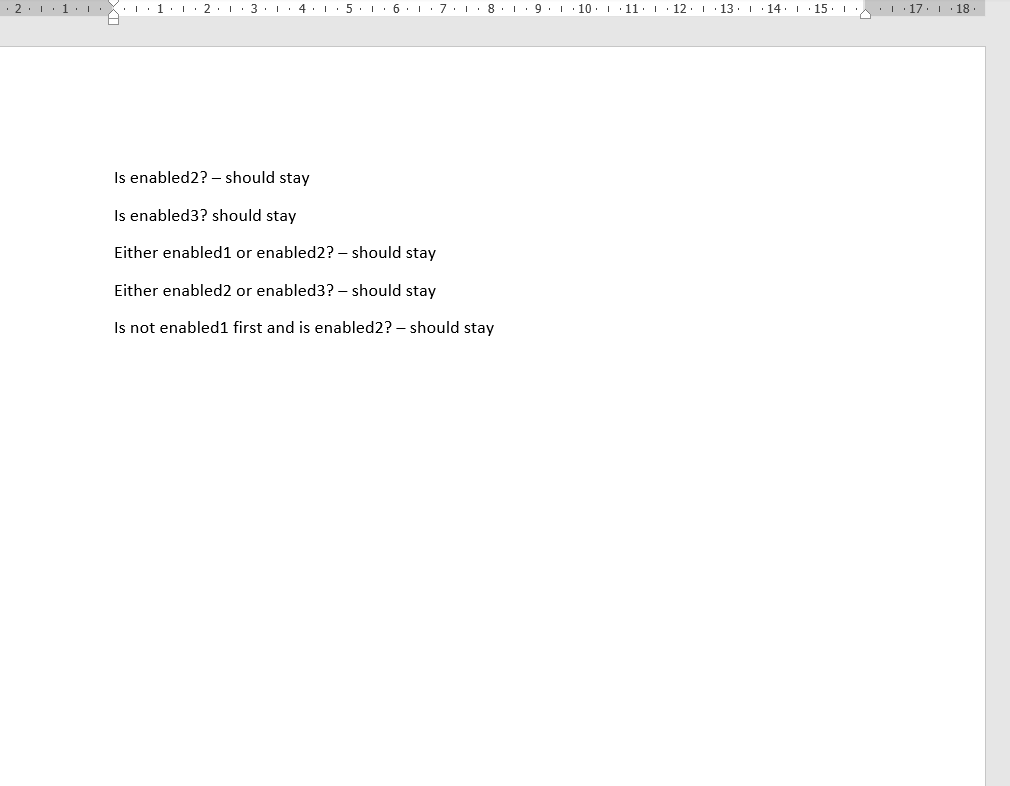 2 1 1 2 3 4 5 6 7 8 9 10 11 12 13 14 15 17 18
Is enabled2? – should stay
Is enabled3? should stay
Either enabled1 or enabled2? – should stay
Either enabled2 or enabled3? – should stay
Is not enabled1 first and is enabled2? – should stay